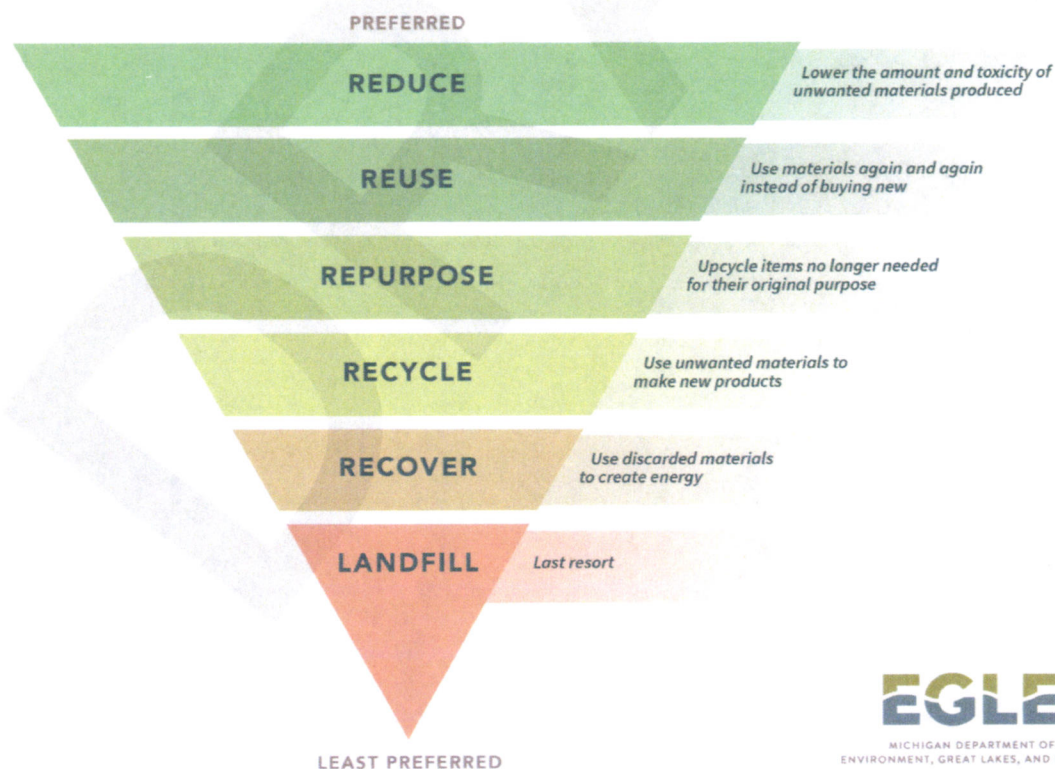 PREFERRED
REDUCE
Lower the amount and toxicity of
unwanted materials produced
REUSE
Use materials again and again
instead of buying new
REPURPOSE
Upcycle items no longer needed
for their original purpose
RECYCLE
Use unwanted materials to
make new products
RECOVER
Use discarded materials
to create energy
LANDFILL
Last resort
LEAST PREFERRED
EGLE
MICHIGAN DEPARTMENT OF
ENVIRONMENT, GREAT LAKES, AND